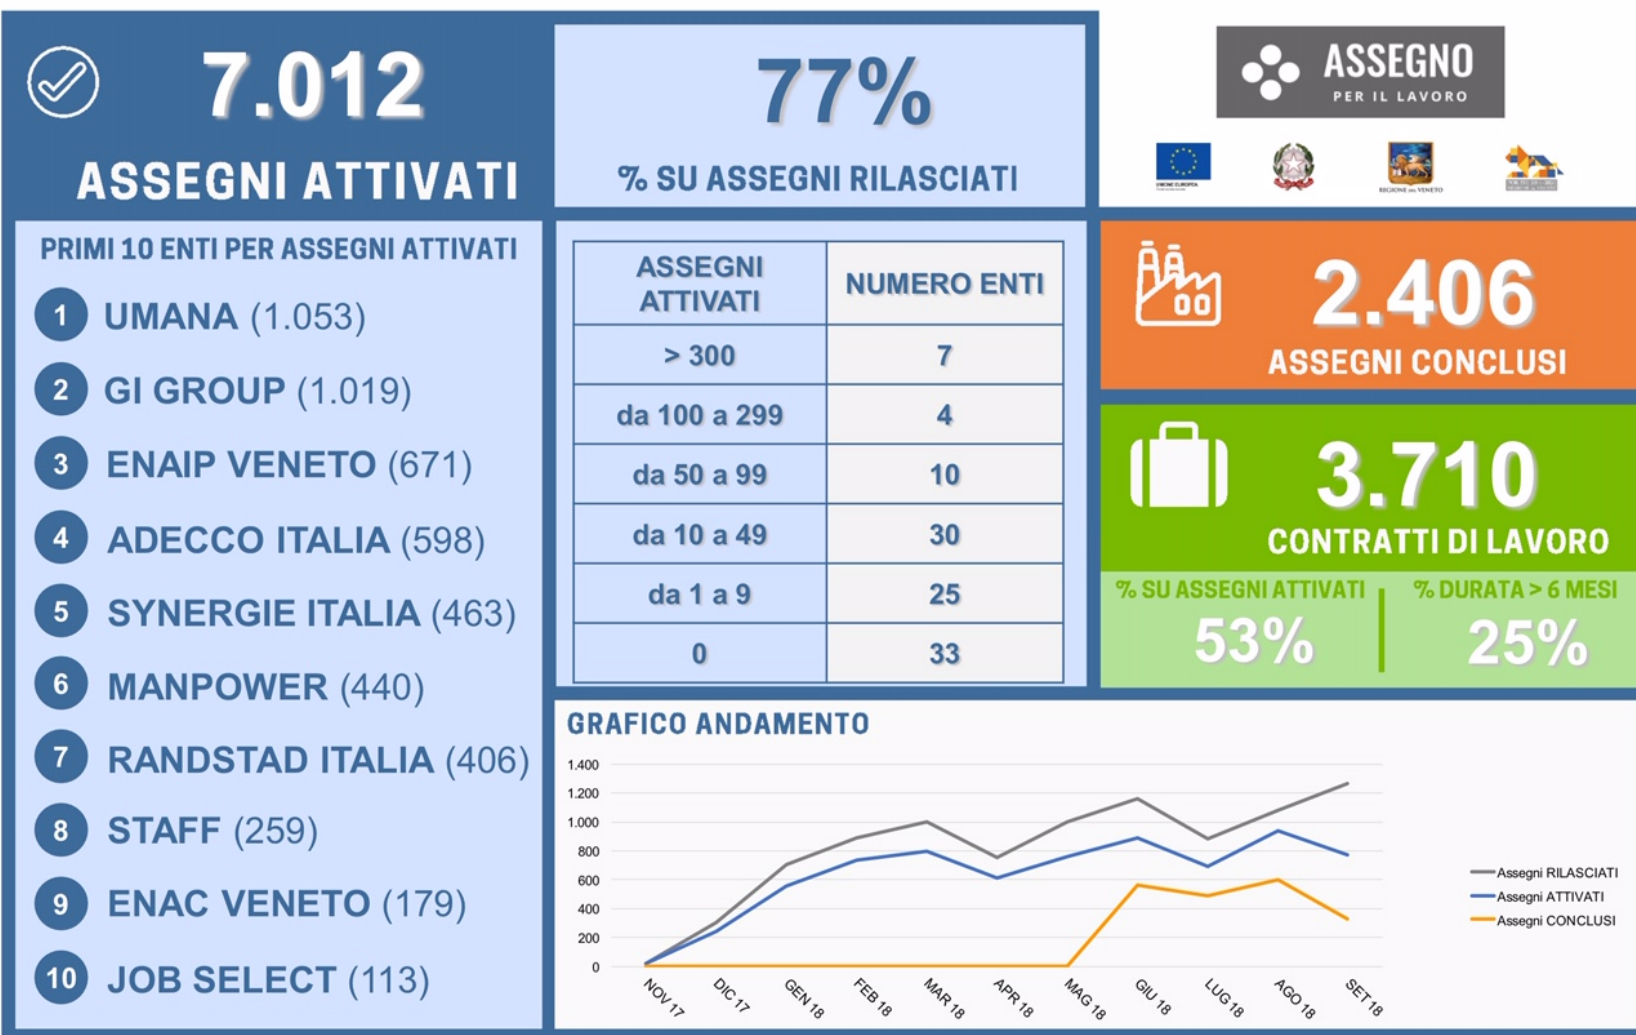 7.012
ASSEGNI ATTIVATI
77%
% SU ASSEGNI RILASCIATI
ASSEGNO
PER IL LAVORO
UNIONE EUROPEA
REGIONE DEL VENETO
PRIMI 10 ENTI PER ASSEGNI ATTIVATI
1 UMANA (1.053)
2 GI GROUP (1.019)
3 ENAIP VENETO (671)
4 ADECCO ITALIA (598)
5 SYNERGIE ITALIA (463)
6 MANPOWER (440)
7 RANDSTAD ITALIA (406)
8 STAFF (259)
9 ENAC VENETO (179)
10 JOB SELECT (113)
ASSEGNI
ATTIVATI
NUMERO ENTI
> 300 7
da 100 a 299 4
da 50 a 99 10
da 10 a 49 30
da 1 a 9 25
0 33
2.406
ASSEGNI CONCLUSI
3.710
CONTRATTI DI LAVORO
% SU ASSEGNI ATTIVATI
53%
% DURATA > 6 MESI
25%
GRAFICO ANDAMENTO
1.400
1.200
1.000
800
600
400
200
0
NOV 17
DIC 17
GEN 18
FEB 18
MAR 18
APR 18
MAG 18
GIU 18
LUG 18
AGO 18
SET 18
Assegni RILASCIATI
Assegni ATTIVATI
Assegni CONCLUSI